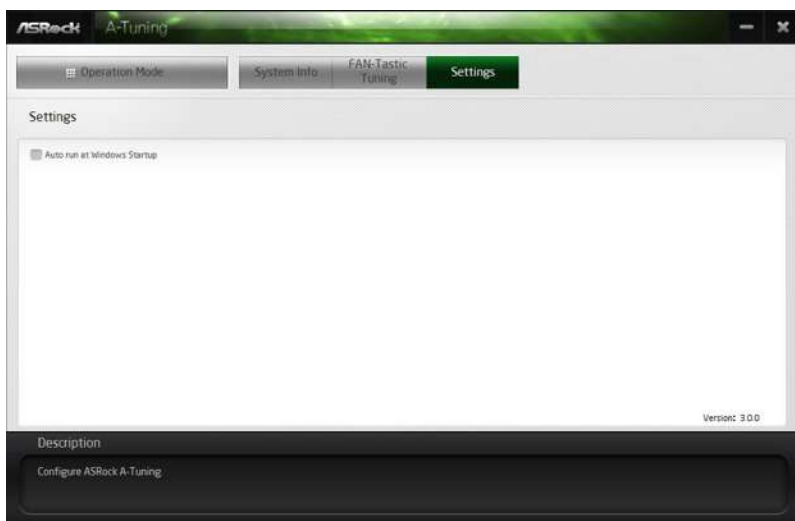 ASRock A-Tuning
Operation Mode
System Info
FAN-Tastic
Tuning
Settings
Settings
Auto run at Windows Startup
Version: 3.0.0
Description
Configure ASRock A-Tuning